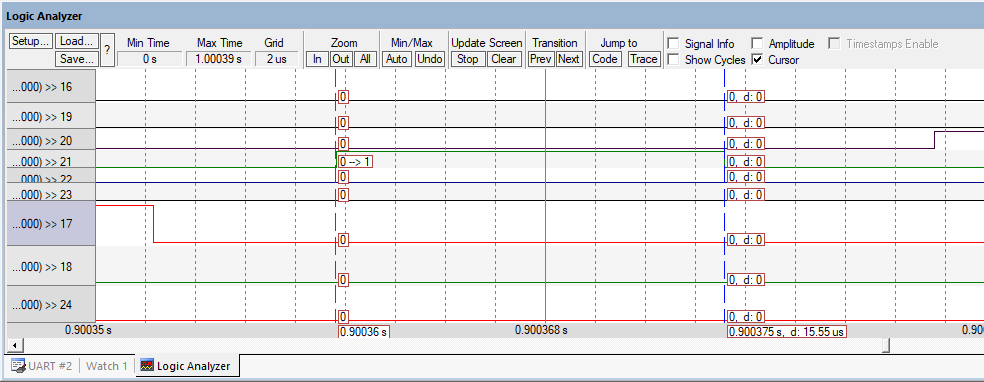 Logic Analyzer
Setup... Load... Save... ? Min Time Max Time Grid Zoom Min/Max Update Screen Transition Jump to Signal Info Amplitude Timestamps Enable
0 s 1.00039 s 2 us In Out All Auto Undo Stop Clear Prev Next Code Trace Show Cycles Cursor
...000) >> 16 0 0, d: 0
...000) >> 19 0 0, d: 0
...000) >> 20 0 0, d: 0
...000) >> 21 0 --> 1 0, d: 0
...000) >> 22 0 0, d: 0
...000) >> 23 0 0, d: 0
...000) >> 17 0 0, d: 0
...000) >> 18 0 0, d: 0
...000) >> 24 0 0, d: 0
0.90035 s 0.90036 s 0.900368 s 0.900375 s, d: 15.55 us 0.90
UART #2 Watch 1 Logic Analyzer